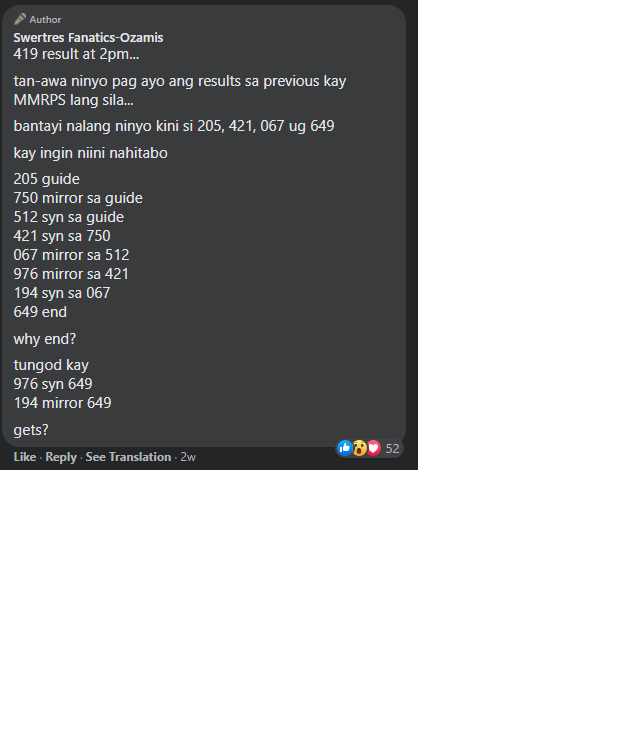 Author
Swertres Fanatics-Ozamis
419 result at 2pm...
tan-awa ninyo pag ayo ang results sa previous kay
MMRPS lang sila...
bantayi nalang ninyo kini si 205, 421, 067 ug 649
kay ingin niini nahitabo
205 guide
750 mirror sa guide
512 syn sa guide
421 syn sa 750
067 mirror sa 512
976 mirror sa 421
194 syn sa 067
649 end
why end?
tungod kay
976 syn 649
194 mirror 649
gets?
52
Like · Reply · See Translation · 2w